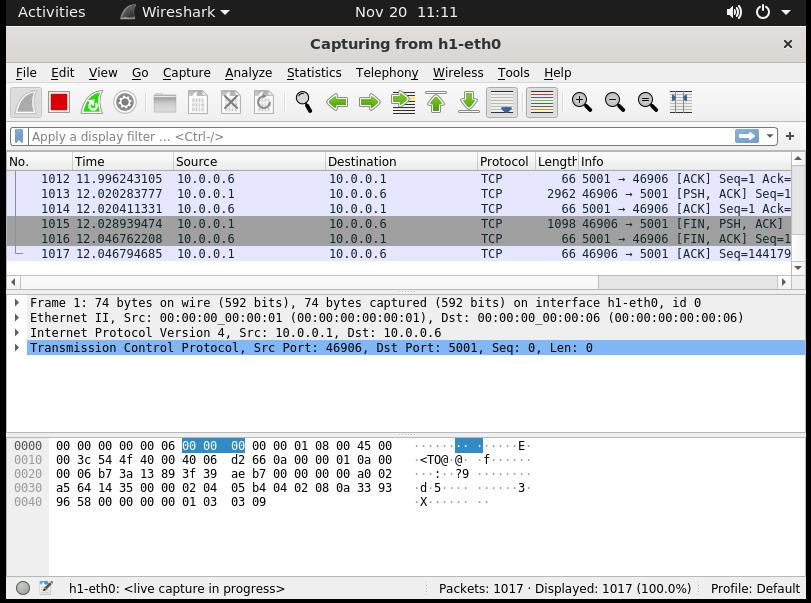 Activities Wireshark Nov 20 11:11
Capturing from h1-eth0 ×
File Edit View Go Capture Analyze Statistics Telephony Wireless Tools Help
Apply a display filter ... <Ctrl-/> +
No. Time Source Destination Protocol Length Info
1012 11.996243105 10.0.0.6 10.0.0.1 TCP 66 5001 → 46906 [ACK] Seq=1 Ack=
1013 12.020283777 10.0.0.1 10.0.0.6 TCP 2962 46906 → 5001 [PSH, ACK] Seq=1
1014 12.020411331 10.0.0.6 10.0.0.1 TCP 66 5001 → 46906 [ACK] Seq=1 Ack=
1015 12.028939474 10.0.0.1 10.0.0.6 TCP 1098 46906 → 5001 [FIN, PSH, ACK]
1016 12.046762208 10.0.0.6 10.0.0.1 TCP 66 5001 → 46906 [FIN, ACK] Seq=1
1017 12.046794685 10.0.0.1 10.0.0.6 TCP 66 46906 → 5001 [ACK] Seq=144179
Frame 1: 74 bytes on wire (592 bits), 74 bytes captured (592 bits) on interface h1-eth0, id 0
Ethernet II, Src: 00:00:00_00:00:01 (00:00:00:00:00:01), Dst: 00:00:00_00:00:06 (00:00:00:00:00:06)
Internet Protocol Version 4, Src: 10.0.0.1, Dst: 10.0.0.6
Transmission Control Protocol, Src Port: 46906, Dst Port: 5001, Seq: 0, Len: 0
0000 00 00 00 00 00 06 00 00 00 00 00 01 08 00 45 00 ········ ······E·
0010 00 3c 54 4f 40 00 40 06 d2 66 0a 00 00 01 0a 00 ·<TO@·@· ·f······
0020 00 06 b7 3a 13 89 3f 39 ae b7 00 00 00 00 a0 02 ···:··?9 ········
0030 a5 64 14 35 00 00 02 04 05 b4 04 02 08 0a 33 93 ·d·5···· ······3·
0040 96 58 00 00 00 00 01 03 03 09 ·X······ ··
h1-eth0: <live capture in progress> Packets: 1017 · Displayed: 1017 (100.0%) Profile: Default